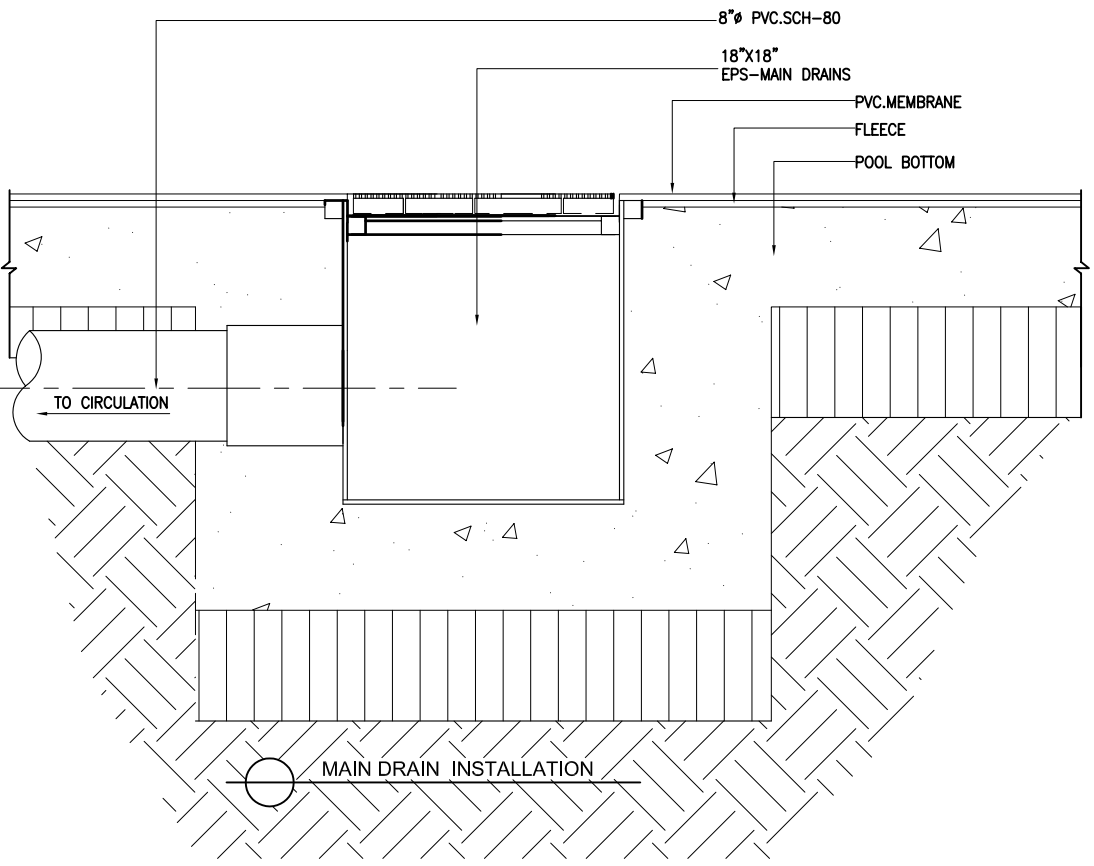 8"ø PVC.SCH-80
18"X18"
EPS-MAIN DRAINS
PVC.MEMBRANE
FLEECE
POOL BOTTOM
TO CIRCULATION
MAIN DRAIN INSTALLATION